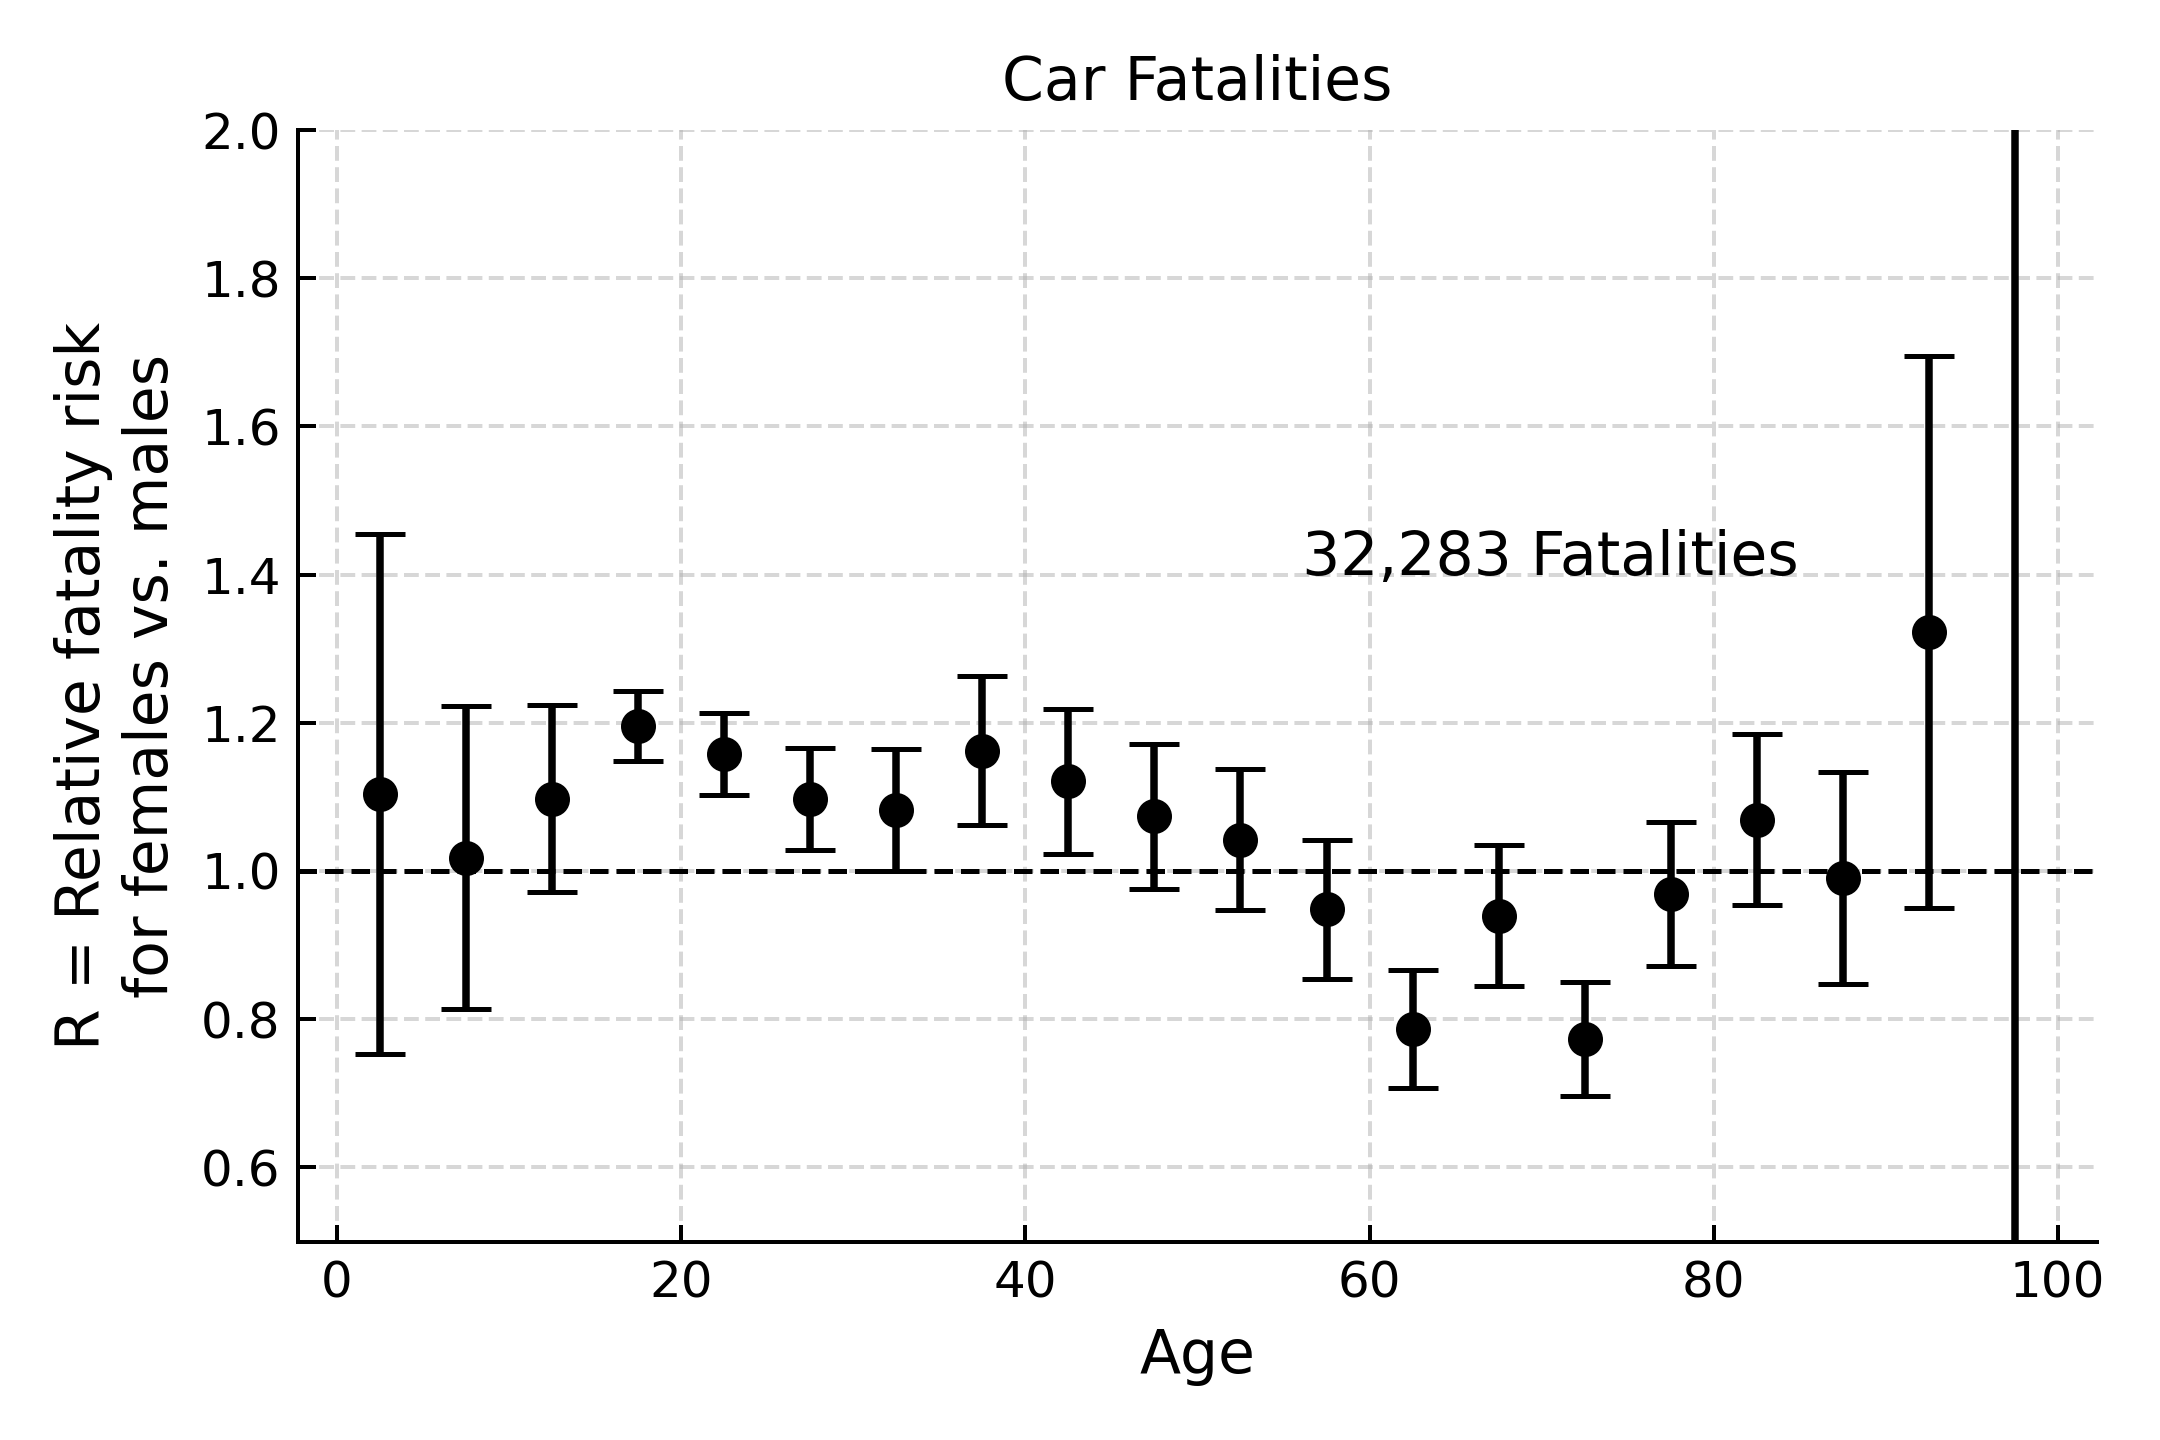 Car Fatalities
R = Relative fatality risk
for females vs. males
2.0
1.8
1.6
1.4
1.2
1.0
0.8
0.6
32,283 Fatalities
0 20 40 60 80 100
Age